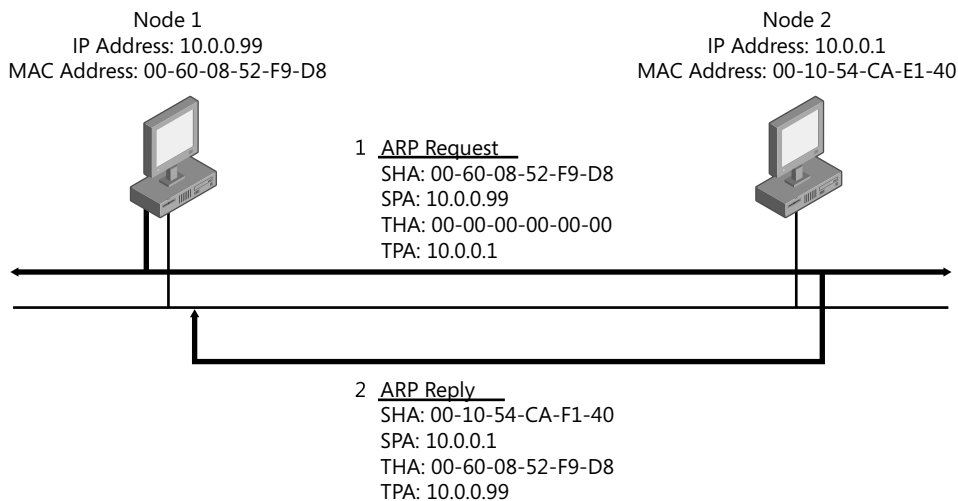 Node 1
IP Address: 10.0.0.99
MAC Address: 00-60-08-52-F9-D8
Node 2
IP Address: 10.0.0.1
MAC Address: 00-10-54-CA-E1-40
1 ARP Request
SHA: 00-60-08-52-F9-D8
SPA: 10.0.0.99
THA: 00-00-00-00-00-00
TPA: 10.0.0.1
2 ARP Reply
SHA: 00-10-54-CA-F1-40
SPA: 10.0.0.1
THA: 00-60-08-52-F9-D8
TPA: 10.0.0.99